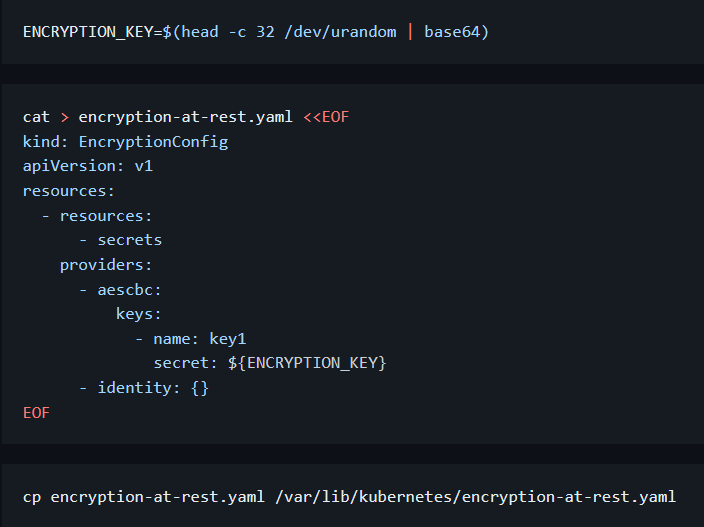 ENCRYPTION_KEY=$(head -c 32 /dev/urandom | base64)
cat > encryption-at-rest.yaml <<EOF
kind: EncryptionConfig
apiVersion: v1
resources:
  - resources:
      - secrets
    providers:
      - aescbc:
          keys:
            - name: key1
              secret: ${ENCRYPTION_KEY}
      - identity: {}
EOF
cp encryption-at-rest.yaml /var/lib/kubernetes/encryption-at-rest.yaml